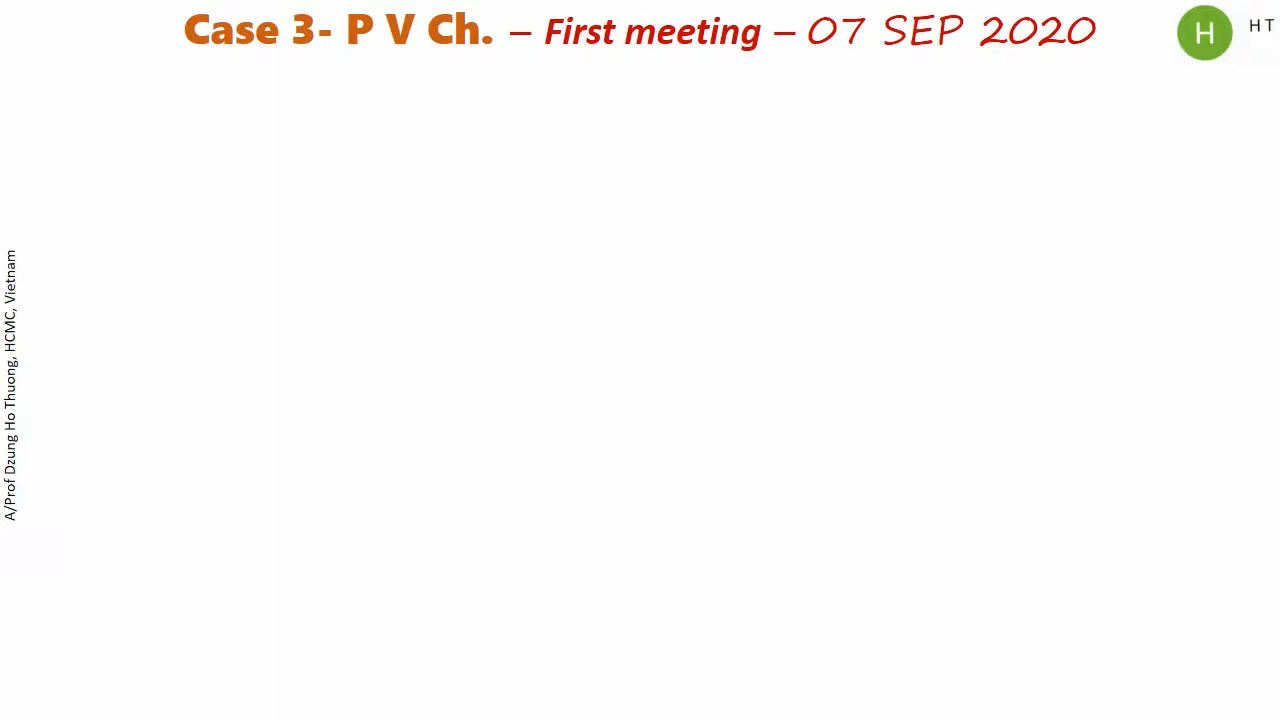 Case 3- P V Ch. – First meeting – 07 SEP 2020
H
H T
A/Prof Dzung Ho Thuong, HCMC, Vietnam